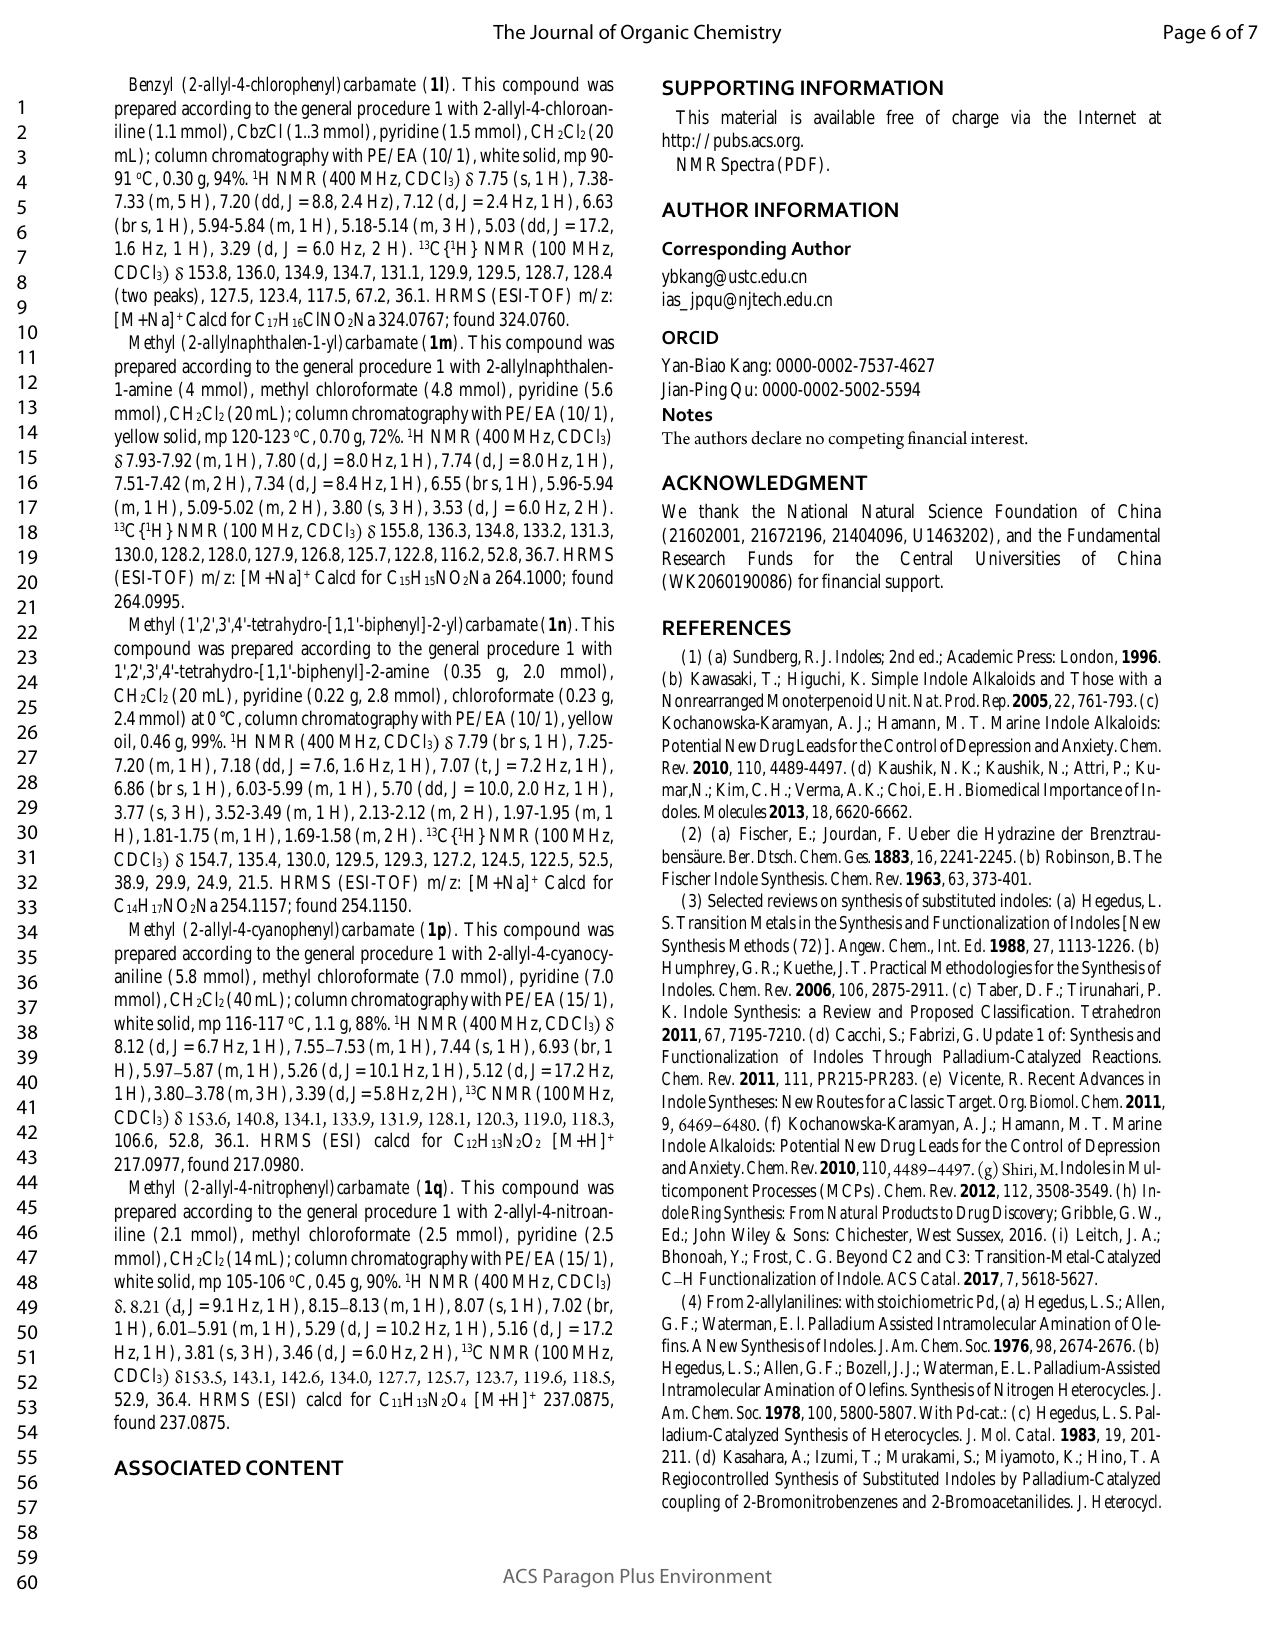 The Journal of Organic Chemistry
Page 6 of 7
1
2
3
4
5
6
7
8
9
10
11
12
13
14
15
16
17
18
19
20
21
22
23
24
25
26
27
28
29
30
31
32
33
34
35
36
37
38
39
40
41
42
43
44
45
46
47
48
49
50
51
52
53
54
55
56
57
58
59
60
Benzyl (2-allyl-4-chlorophenyl)carbamate (1l). This compound was
prepared according to the general procedure 1 with 2-allyl-4-chloroan-
iline (1.1 mmol), CbzCl (1..3 mmol), pyridine (1.5 mmol), CH₂Cl₂ (20
mL); column chromatography with PE/EA (10/1), white solid, mp 90-
91 ºC, 0.30 g, 94%. ¹H NMR (400 MHz, CDCl₃) δ 7.75 (s, 1 H), 7.38-
7.33 (m, 5 H), 7.20 (dd, J = 8.8, 2.4 Hz), 7.12 (d, J = 2.4 Hz, 1 H), 6.63
(br s, 1 H), 5.94-5.84 (m, 1 H), 5.18-5.14 (m, 3 H), 5.03 (dd, J = 17.2,
1.6 Hz, 1 H), 3.29 (d, J = 6.0 Hz, 2 H). ¹³C{¹H} NMR (100 MHz,
CDCl₃) δ 153.8, 136.0, 134.9, 134.7, 131.1, 129.9, 129.5, 128.7, 128.4
(two peaks), 127.5, 123.4, 117.5, 67.2, 36.1. HRMS (ESI-TOF) m/z:
[M+Na]⁺ Calcd for C₁₇H₁₆ClNO₂Na 324.0767; found 324.0760.
Methyl (2-allylnaphthalen-1-yl)carbamate (1m). This compound was
prepared according to the general procedure 1 with 2-allylnaphthalen-
1-amine (4 mmol), methyl chloroformate (4.8 mmol), pyridine (5.6
mmol), CH₂Cl₂ (20 mL); column chromatography with PE/EA (10/1),
yellow solid, mp 120-123 ºC, 0.70 g, 72%. ¹H NMR (400 MHz, CDCl₃)
δ 7.93-7.92 (m, 1 H), 7.80 (d, J = 8.0 Hz, 1 H), 7.74 (d, J = 8.0 Hz, 1 H),
7.51-7.42 (m, 2 H), 7.34 (d, J = 8.4 Hz, 1 H), 6.55 (br s, 1 H), 5.96-5.94
(m, 1 H), 5.09-5.02 (m, 2 H), 3.80 (s, 3 H), 3.53 (d, J = 6.0 Hz, 2 H).
¹³C{¹H} NMR (100 MHz, CDCl₃) δ 155.8, 136.3, 134.8, 133.2, 131.3,
130.0, 128.2, 128.0, 127.9, 126.8, 125.7, 122.8, 116.2, 52.8, 36.7. HRMS
(ESI-TOF) m/z: [M+Na]⁺ Calcd for C₁₅H₁₅NO₂Na 264.1000; found
264.0995.
Methyl (1',2',3',4'-tetrahydro-[1,1'-biphenyl]-2-yl)carbamate (1n). This
compound was prepared according to the general procedure 1 with
1',2',3',4'-tetrahydro-[1,1'-biphenyl]-2-amine (0.35 g, 2.0 mmol),
CH₂Cl₂ (20 mL), pyridine (0.22 g, 2.8 mmol), chloroformate (0.23 g,
2.4 mmol) at 0 °C, column chromatography with PE/EA (10/1), yellow
oil, 0.46 g, 99%. ¹H NMR (400 MHz, CDCl₃) δ 7.79 (br s, 1 H), 7.25-
7.20 (m, 1 H), 7.18 (dd, J = 7.6, 1.6 Hz, 1 H), 7.07 (t, J = 7.2 Hz, 1 H),
6.86 (br s, 1 H), 6.03-5.99 (m, 1 H), 5.70 (dd, J = 10.0, 2.0 Hz, 1 H),
3.77 (s, 3 H), 3.52-3.49 (m, 1 H), 2.13-2.12 (m, 2 H), 1.97-1.95 (m, 1
H), 1.81-1.75 (m, 1 H), 1.69-1.58 (m, 2 H). ¹³C{¹H} NMR (100 MHz,
CDCl₃) δ 154.7, 135.4, 130.0, 129.5, 129.3, 127.2, 124.5, 122.5, 52.5,
38.9, 29.9, 24.9, 21.5. HRMS (ESI-TOF) m/z: [M+Na]⁺ Calcd for
C₁₄H₁₇NO₂Na 254.1157; found 254.1150.
Methyl (2-allyl-4-cyanophenyl)carbamate (1p). This compound was
prepared according to the general procedure 1 with 2-allyl-4-cyanocy-
aniline (5.8 mmol), methyl chloroformate (7.0 mmol), pyridine (7.0
mmol), CH₂Cl₂ (40 mL); column chromatography with PE/EA (15/1),
white solid, mp 116-117 ºC, 1.1 g, 88%. ¹H NMR (400 MHz, CDCl₃) δ
8.12 (d, J = 6.7 Hz, 1 H), 7.55–7.53 (m, 1 H), 7.44 (s, 1 H), 6.93 (br, 1
H), 5.97–5.87 (m, 1 H), 5.26 (d, J = 10.1 Hz, 1 H), 5.12 (d, J = 17.2 Hz,
1 H), 3.80–3.78 (m, 3 H), 3.39 (d, J = 5.8 Hz, 2 H), ¹³C NMR (100 MHz,
CDCl₃) δ 153.6, 140.8, 134.1, 133.9, 131.9, 128.1, 120.3, 119.0, 118.3,
106.6, 52.8, 36.1. HRMS (ESI) calcd for C₁₂H₁₃N₂O₂ [M+H]⁺
217.0977, found 217.0980.
Methyl (2-allyl-4-nitrophenyl)carbamate (1q). This compound was
prepared according to the general procedure 1 with 2-allyl-4-nitroan-
iline (2.1 mmol), methyl chloroformate (2.5 mmol), pyridine (2.5
mmol), CH₂Cl₂ (14 mL); column chromatography with PE/EA (15/1),
white solid, mp 105-106 ºC, 0.45 g, 90%. ¹H NMR (400 MHz, CDCl₃)
δ. 8.21 (d, J = 9.1 Hz, 1 H), 8.15–8.13 (m, 1 H), 8.07 (s, 1 H), 7.02 (br,
1 H), 6.01–5.91 (m, 1 H), 5.29 (d, J = 10.2 Hz, 1 H), 5.16 (d, J = 17.2
Hz, 1 H), 3.81 (s, 3 H), 3.46 (d, J = 6.0 Hz, 2 H), ¹³C NMR (100 MHz,
CDCl₃) δ153.5, 143.1, 142.6, 134.0, 127.7, 125.7, 123.7, 119.6, 118.5,
52.9, 36.4. HRMS (ESI) calcd for C₁₁H₁₃N₂O₄ [M+H]⁺ 237.0875,
found 237.0875.
ASSOCIATED CONTENT
SUPPORTING INFORMATION
This material is available free of charge via the Internet at
http://pubs.acs.org.
NMR Spectra (PDF).
AUTHOR INFORMATION
Corresponding Author
ybkang@ustc.edu.cn
ias_jpqu@njtech.edu.cn
ORCID
Yan-Biao Kang: 0000-0002-7537-4627
Jian-Ping Qu: 0000-0002-5002-5594
Notes
The authors declare no competing financial interest.
ACKNOWLEDGMENT
We thank the National Natural Science Foundation of China
(21602001, 21672196, 21404096, U1463202), and the Fundamental
Research Funds for the Central Universities of China
(WK2060190086) for financial support.
REFERENCES
(1) (a) Sundberg, R. J. Indoles; 2nd ed.; Academic Press: London, 1996.
(b) Kawasaki, T.; Higuchi, K. Simple Indole Alkaloids and Those with a
Nonrearranged Monoterpenoid Unit. Nat. Prod. Rep. 2005, 22, 761-793. (c)
Kochanowska-Karamyan, A. J.; Hamann, M. T. Marine Indole Alkaloids:
Potential New Drug Leads for the Control of Depression and Anxiety. Chem.
Rev. 2010, 110, 4489-4497. (d) Kaushik, N. K.; Kaushik, N.; Attri, P.; Ku-
mar,N.; Kim, C. H.; Verma, A. K.; Choi, E. H. Biomedical Importance of In-
doles. Molecules 2013, 18, 6620-6662.
(2) (a) Fischer, E.; Jourdan, F. Ueber die Hydrazine der Brenztrau-
bensäure. Ber. Dtsch. Chem. Ges. 1883, 16, 2241-2245. (b) Robinson, B. The
Fischer Indole Synthesis. Chem. Rev. 1963, 63, 373-401.
(3) Selected reviews on synthesis of substituted indoles: (a) Hegedus, L.
S. Transition Metals in the Synthesis and Functionalization of Indoles [New
Synthesis Methods (72)]. Angew. Chem., Int. Ed. 1988, 27, 1113-1226. (b)
Humphrey, G. R.; Kuethe, J. T. Practical Methodologies for the Synthesis of
Indoles. Chem. Rev. 2006, 106, 2875-2911. (c) Taber, D. F.; Tirunahari, P.
K. Indole Synthesis: a Review and Proposed Classification. Tetrahedron
2011, 67, 7195-7210. (d) Cacchi, S.; Fabrizi, G. Update 1 of: Synthesis and
Functionalization of Indoles Through Palladium-Catalyzed Reactions.
Chem. Rev. 2011, 111, PR215-PR283. (e) Vicente, R. Recent Advances in
Indole Syntheses: New Routes for a Classic Target. Org. Biomol. Chem. 2011,
9, 6469–6480. (f) Kochanowska-Karamyan, A. J.; Hamann, M. T. Marine
Indole Alkaloids: Potential New Drug Leads for the Control of Depression
and Anxiety. Chem. Rev. 2010, 110, 4489–4497. (g) Shiri, M. Indoles in Mul-
ticomponent Processes (MCPs). Chem. Rev. 2012, 112, 3508-3549. (h) In-
dole Ring Synthesis: From Natural Products to Drug Discovery; Gribble, G. W.,
Ed.; John Wiley & Sons: Chichester, West Sussex, 2016. (i) Leitch, J. A.;
Bhonoah, Y.; Frost, C. G. Beyond C2 and C3: Transition-Metal-Catalyzed
C–H Functionalization of Indole. ACS Catal. 2017, 7, 5618-5627.
(4) From 2-allylanilines: with stoichiometric Pd, (a) Hegedus, L. S.; Allen,
G. F.; Waterman, E. l. Palladium Assisted Intramolecular Amination of Ole-
fins. A New Synthesis of Indoles. J. Am. Chem. Soc. 1976, 98, 2674-2676. (b)
Hegedus, L. S.; Allen, G. F.; Bozell, J. J.; Waterman, E. L. Palladium-Assisted
Intramolecular Amination of Olefins. Synthesis of Nitrogen Heterocycles. J.
Am. Chem. Soc. 1978, 100, 5800-5807. With Pd-cat.: (c) Hegedus, L. S. Pal-
ladium-Catalyzed Synthesis of Heterocycles. J. Mol. Catal. 1983, 19, 201-
211. (d) Kasahara, A.; Izumi, T.; Murakami, S.; Miyamoto, K.; Hino, T. A
Regiocontrolled Synthesis of Substituted Indoles by Palladium-Catalyzed
coupling of 2-Bromonitrobenzenes and 2-Bromoacetanilides. J. Heterocycl.
ACS Paragon Plus Environment